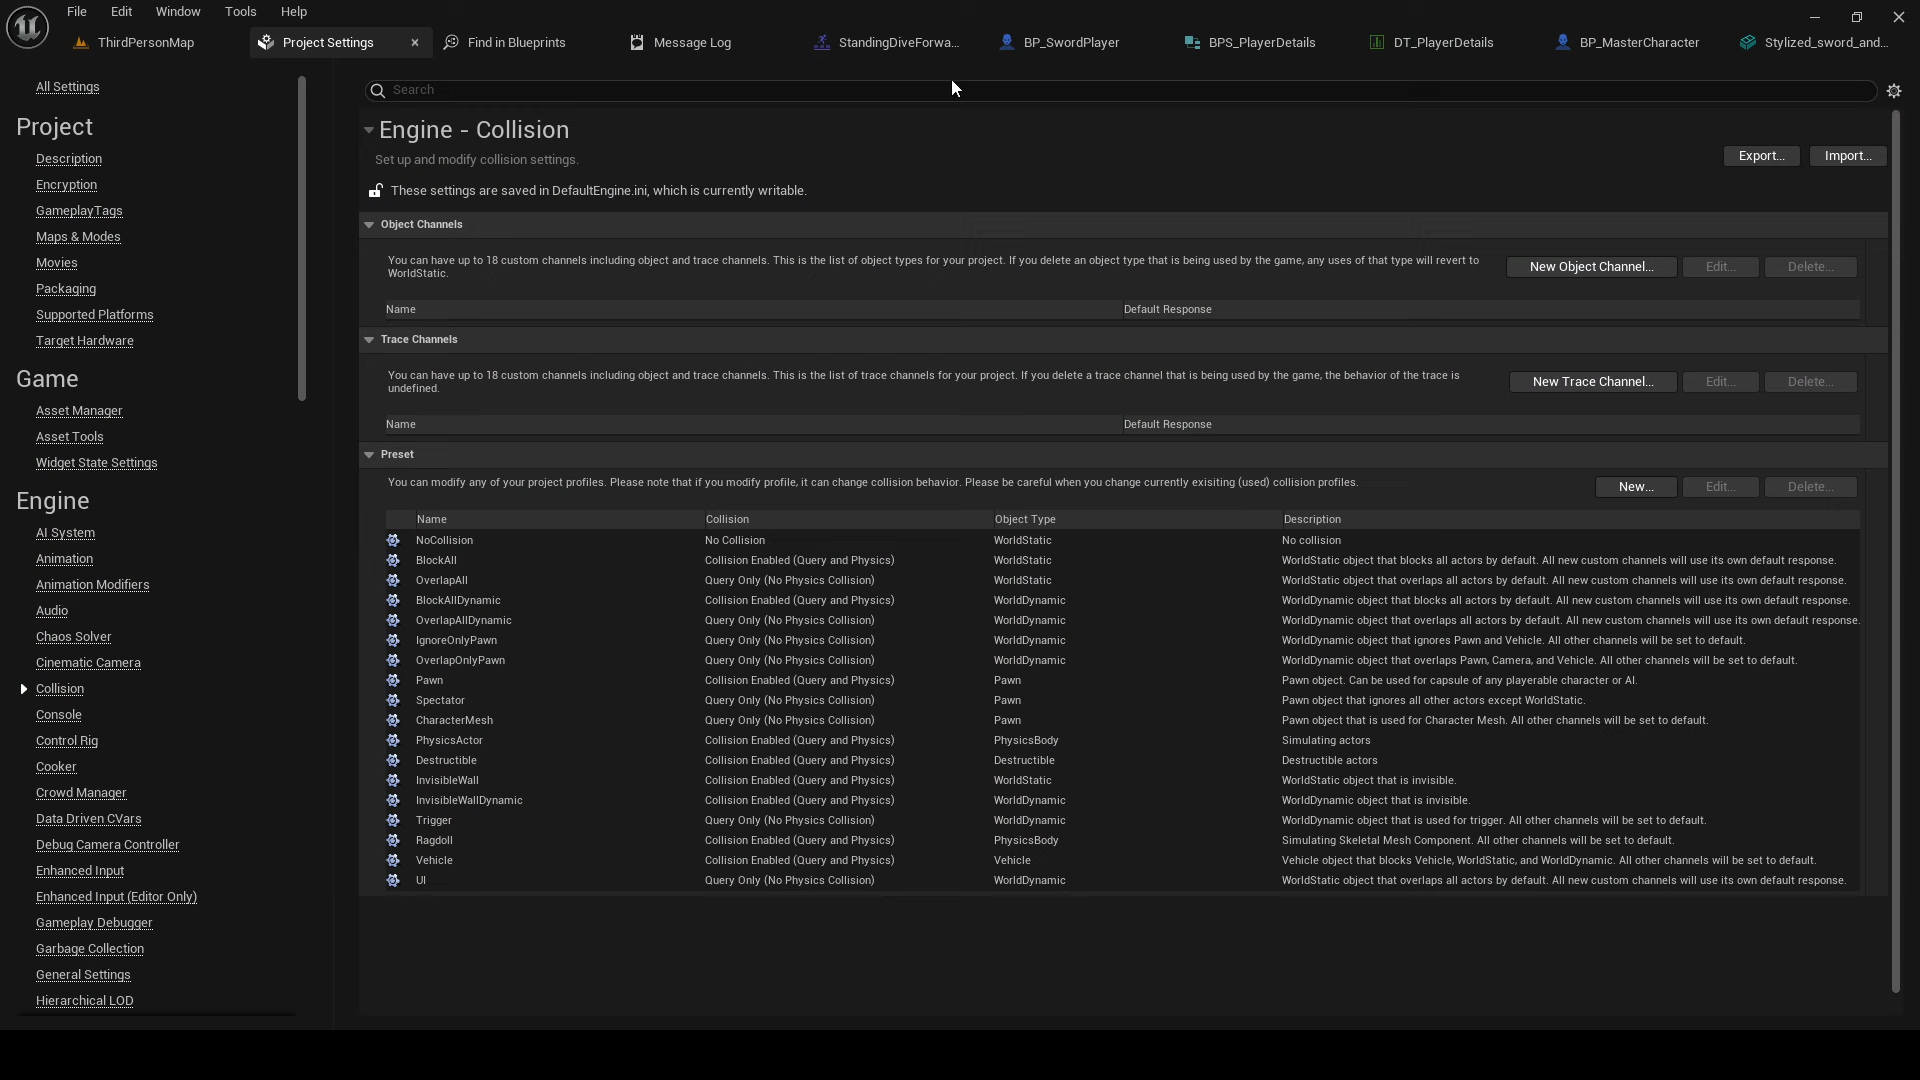 File Edit Window Tools Help
ThirdPersonMap Project Settings Find in Blueprints Message Log StandingDiveForwa... BP_SwordPlayer BPS_PlayerDetails DT_PlayerDetails BP_MasterCharacter Stylized_sword_and...
All Settings
Project
Description
Encryption
GameplayTags
Maps & Modes
Movies
Packaging
Supported Platforms
Target Hardware
Game
Asset Manager
Asset Tools
Widget State Settings
Engine
AI System
Animation
Animation Modifiers
Audio
Chaos Solver
Cinematic Camera
Collision
Console
Control Rig
Cooker
Crowd Manager
Data Driven CVars
Debug Camera Controller
Enhanced Input
Enhanced Input (Editor Only)
Gameplay Debugger
Garbage Collection
General Settings
Hierarchical LOD
Search
Engine - Collision
Set up and modify collision settings.
Export... Import...
These settings are saved in DefaultEngine.ini, which is currently writable.
Object Channels
You can have up to 18 custom channels including object and trace channels. This is the list of object types for your project. If you delete an object type that is being used by the game, any uses of that type will revert to
WorldStatic.
New Object Channel... Edit... Delete...
Name Default Response
Trace Channels
You can have up to 18 custom channels including object and trace channels. This is the list of trace channels for your project. If you delete a trace channel that is being used by the game, the behavior of the trace is
undefined.
New Trace Channel... Edit... Delete...
Name Default Response
Preset
You can modify any of your project profiles. Please note that if you modify profile, it can change collision behavior. Please be careful when you change currently exisiting (used) collision profiles.
New... Edit... Delete...
Name Collision Object Type Description
NoCollision No Collision WorldStatic No collision
BlockAll Collision Enabled (Query and Physics) WorldStatic WorldStatic object that blocks all actors by default. All new custom channels will use its own default response.
OverlapAll Query Only (No Physics Collision) WorldStatic WorldStatic object that overlaps all actors by default. All new custom channels will use its own default response.
BlockAllDynamic Collision Enabled (Query and Physics) WorldDynamic WorldDynamic object that blocks all actors by default. All new custom channels will use its own default response.
OverlapAllDynamic Query Only (No Physics Collision) WorldDynamic WorldDynamic object that overlaps all actors by default. All new custom channels will use its own default response.
IgnoreOnlyPawn Query Only (No Physics Collision) WorldDynamic WorldDynamic object that ignores Pawn and Vehicle. All other channels will be set to default.
OverlapOnlyPawn Query Only (No Physics Collision) WorldDynamic WorldDynamic object that overlaps Pawn, Camera, and Vehicle. All other channels will be set to default.
Pawn Collision Enabled (Query and Physics) Pawn Pawn object. Can be used for capsule of any playerable character or AI.
Spectator Query Only (No Physics Collision) Pawn Pawn object that ignores all other actors except WorldStatic.
CharacterMesh Query Only (No Physics Collision) Pawn Pawn object that is used for Character Mesh. All other channels will be set to default.
PhysicsActor Collision Enabled (Query and Physics) PhysicsBody Simulating actors
Destructible Collision Enabled (Query and Physics) Destructible Destructible actors
InvisibleWall Collision Enabled (Query and Physics) WorldStatic WorldStatic object that is invisible.
InvisibleWallDynamic Collision Enabled (Query and Physics) WorldDynamic WorldDynamic object that is invisible.
Trigger Query Only (No Physics Collision) WorldDynamic WorldDynamic object that is used for trigger. All other channels will be set to default.
Ragdoll Collision Enabled (Query and Physics) PhysicsBody Simulating Skeletal Mesh Component. All other channels will be set to default.
Vehicle Collision Enabled (Query and Physics) Vehicle Vehicle object that blocks Vehicle, WorldStatic, and WorldDynamic. All other channels will be set to default.
UI Query Only (No Physics Collision) WorldDynamic WorldStatic object that overlaps all actors by default. All new custom channels will use its own default response.